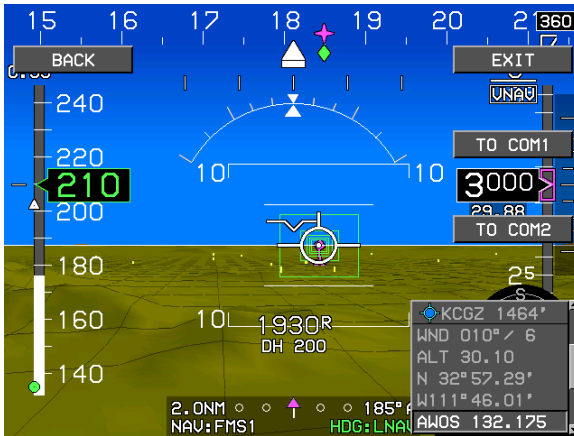 15 16 17 18 19 20 21 360
BACK
EXIT
VNAV
240
TO COM1
220
10 10
210
3000
200
29.88
TO COM2
180
25
S
160
10
1930R
DH 200
KCGZ 1464'
WND 010°/ 6
ALT 30.10
N 32°57.29'
140
W111°46.01'
2.0NM 185°
AWOS 132.175
NAV:FMS1
HDG:LNAV